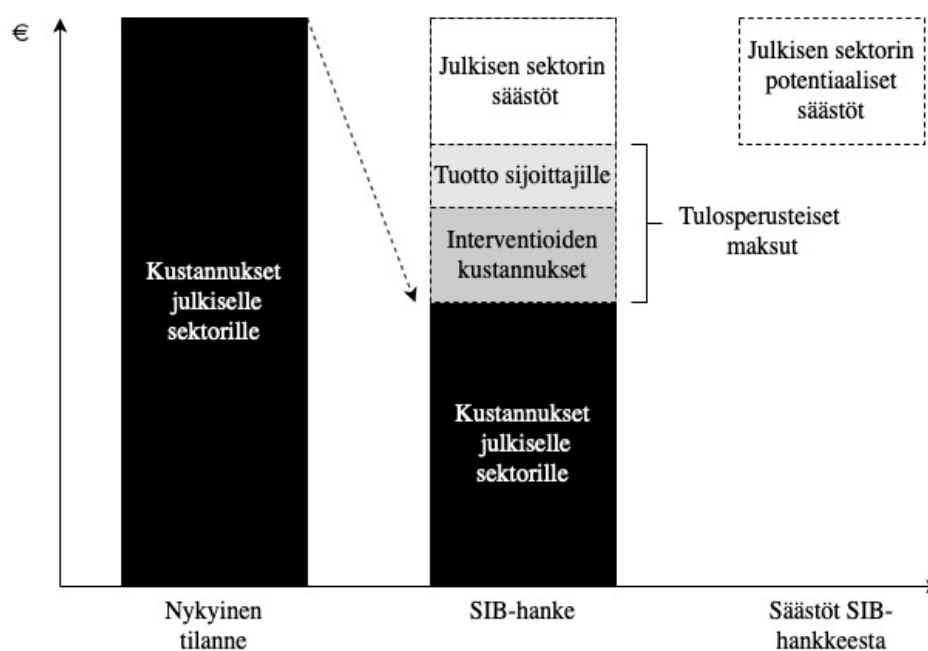 €
Kustannukset
julkiselle
sektorille
Julkisen sektorin
säästöt
Tuotto sijoittajille
Interventioiden
kustannukset
Kustannukset
julkiselle
sektorille
Tulosperusteiset
maksut
Julkisen sektorin
potentiaaliset
säästöt
Nykyinen
tilanne
SIB-hanke
Säästöt SIB-
hankkeesta